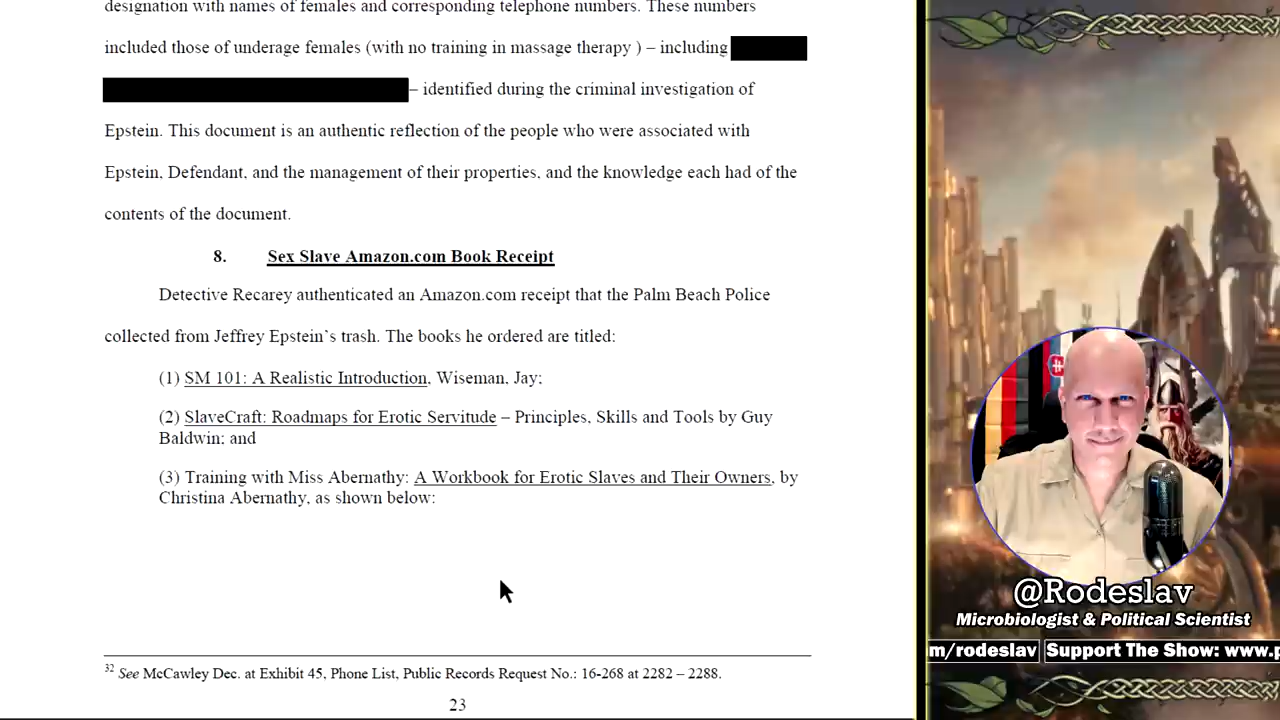 designation with names of females and corresponding telephone numbers. These numbers
included those of underage females (with no training in massage therapy ) – including
– identified during the criminal investigation of
Epstein. This document is an authentic reflection of the people who were associated with
Epstein, Defendant, and the management of their properties, and the knowledge each had of the
contents of the document.
8. Sex Slave Amazon.com Book Receipt
Detective Recarey authenticated an Amazon.com receipt that the Palm Beach Police
collected from Jeffrey Epstein’s trash. The books he ordered are titled:
(1) SM 101: A Realistic Introduction, Wiseman, Jay;
(2) SlaveCraft: Roadmaps for Erotic Servitude – Principles, Skills and Tools by Guy
Baldwin; and
(3) Training with Miss Abernathy: A Workbook for Erotic Slaves and Their Owners, by
Christina Abernathy, as shown below:
32 See McCawley Dec. at Exhibit 45, Phone List, Public Records Request No.: 16-268 at 2282 – 2288.
23
@Rodeslav
Microbiologist & Political Scientist
m/rodeslav Support The Show: www.p